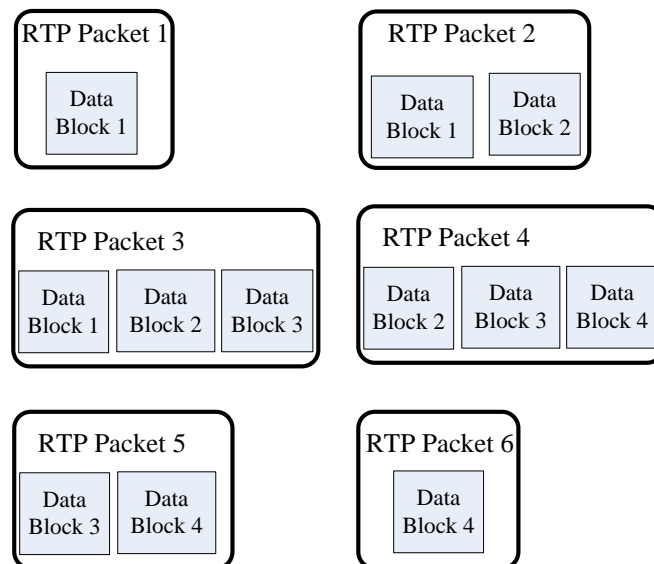 RTP Packet 1
Data
Block 1
RTP Packet 2
Data
Block 1
Data
Block 2
RTP Packet 3
Data
Block 1
Data
Block 2
Data
Block 3
RTP Packet 4
Data
Block 2
Data
Block 3
Data
Block 4
RTP Packet 5
Data
Block 3
Data
Block 4
RTP Packet 6
Data
Block 4